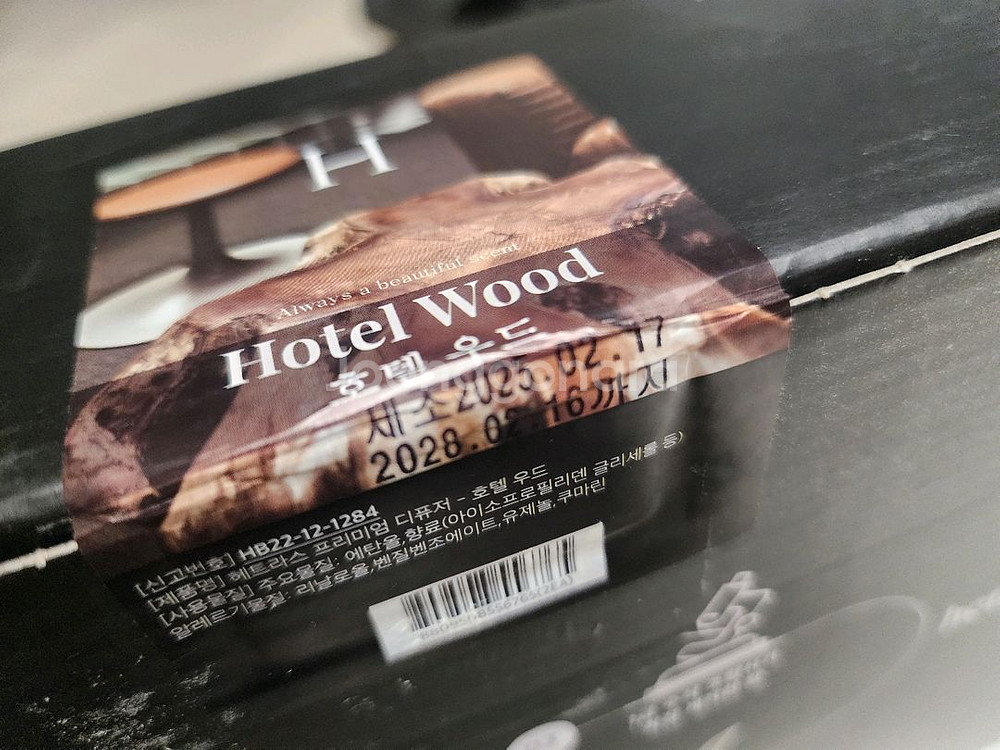 H
Always a beautiful scent
Hotel Wood
호텔 우드
제조2025.02.17
2028.02.16까지
[신고번호] HB22-12-1284
[제품명] 헤트라스 프리미엄 디퓨저 - 호텔 우드
[사용물질] 주요물질: 에탄올,향료(아이소프로필리덴 글리세롤 등)
알레르기물질: 리날로올,벤질벤조에이트,유제놀,쿠마린